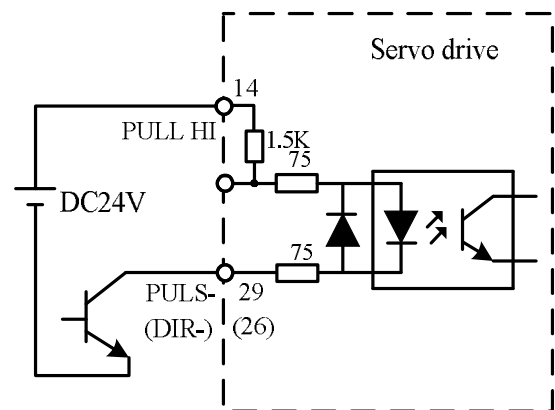 Servo drive
14
PULL HI
1.5K
75
DC24V
75
PULS- 29
(DIR-) (26)